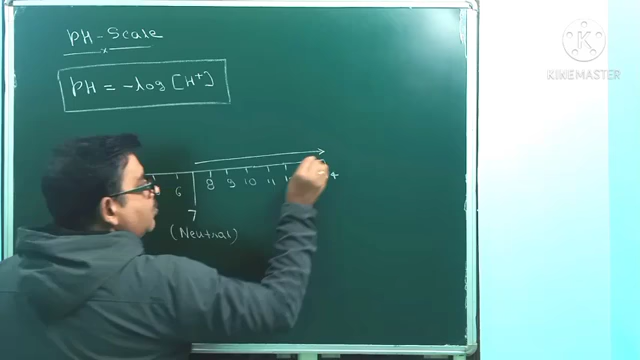 PH-Scale
PH = -log [H+]
6 8 9 10 11
7
(Neutral)
KINEMASTER